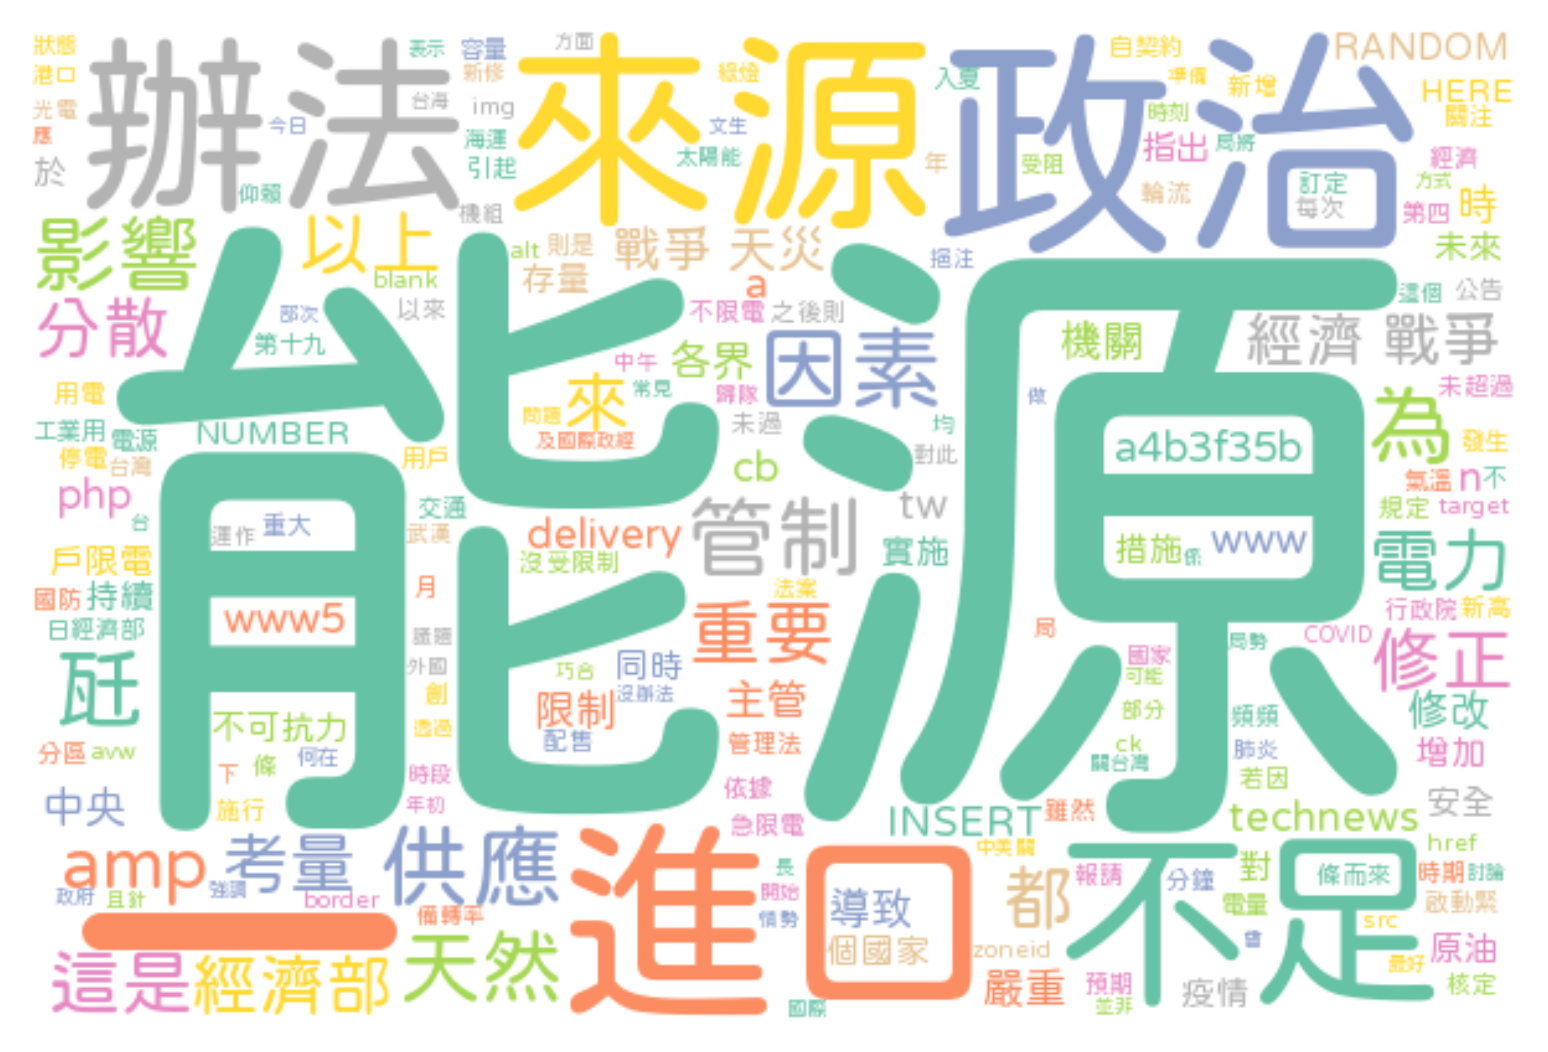 狀態
表示
容量
方面
自契約
RANDOM
港口
新修
綠燈
入夏
準備
新增
HERE
光電
台海
img
時刻
關注
應
今日
海運
文生
指出
局將
經濟
於
辦法
引起
太陽能
來源
年
受阻
政治
輪流
訂定
方式
仰賴
機組
每次
第四
時
影響
以上
alt
則是
戰爭
天災
挹注
未來
blank
存量
a
這個
公告
分散
部次
以來
不限電
之後則
第十九
中午
各界
因素
機關
經濟
戰爭
用電
來
常見
歸隊
做
未超過
工業用
電源
NUMBER
問題
及國際政經
未過
均
a4b3f35b
為
發生
停電
台灣
用戶
cb
對此
氣溫
n
不
php
交通
tw
規定
target
台
運作
重大
武漢
delivery
管制
措施
係
www
電力
戶限電
沒受限制
實施
國防
持續
月
法案
行政院
新高
日經濟部
www5
重要
局
COVID
外國
巧合
同時
局勢
國家
修正
瓩
創
沒辦法
可能
不可抗力
透過
限制
主管
部分
頻頻
修改
分區
avw
何在
配售
管理法
ck
肺炎
增加
下
條
時段
關台灣
若因
中央
施行
年初
依據
能源
安全
急限電
INSERT
雖然
technews
amp
考量
供應
中美關
href
長
報請
分鐘
對
條而來
時期
討論
政府
且針
強調
border
開始
導致
都
電量
啟動緊
一
備轉率
情勢
曾
src
這是
經濟部
天然
進口
個國家
zoneid
不足
原油
最好
嚴重
預期
疫情
核定
國際
並非